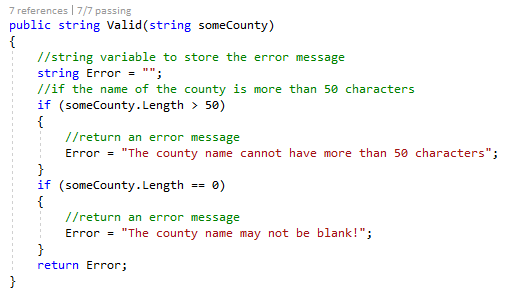 7 references | 7/7 passing
public string Valid(string someCounty)
{
//string variable to store the error message
string Error = "";
//if the name of the county is more than 50 characters
if (someCounty.Length > 50)
{
//return an error message
Error = "The county name cannot have more than 50 characters";
}
if (someCounty.Length == 0)
{
//return an error message
Error = "The county name may not be blank!";
}
return Error;
}